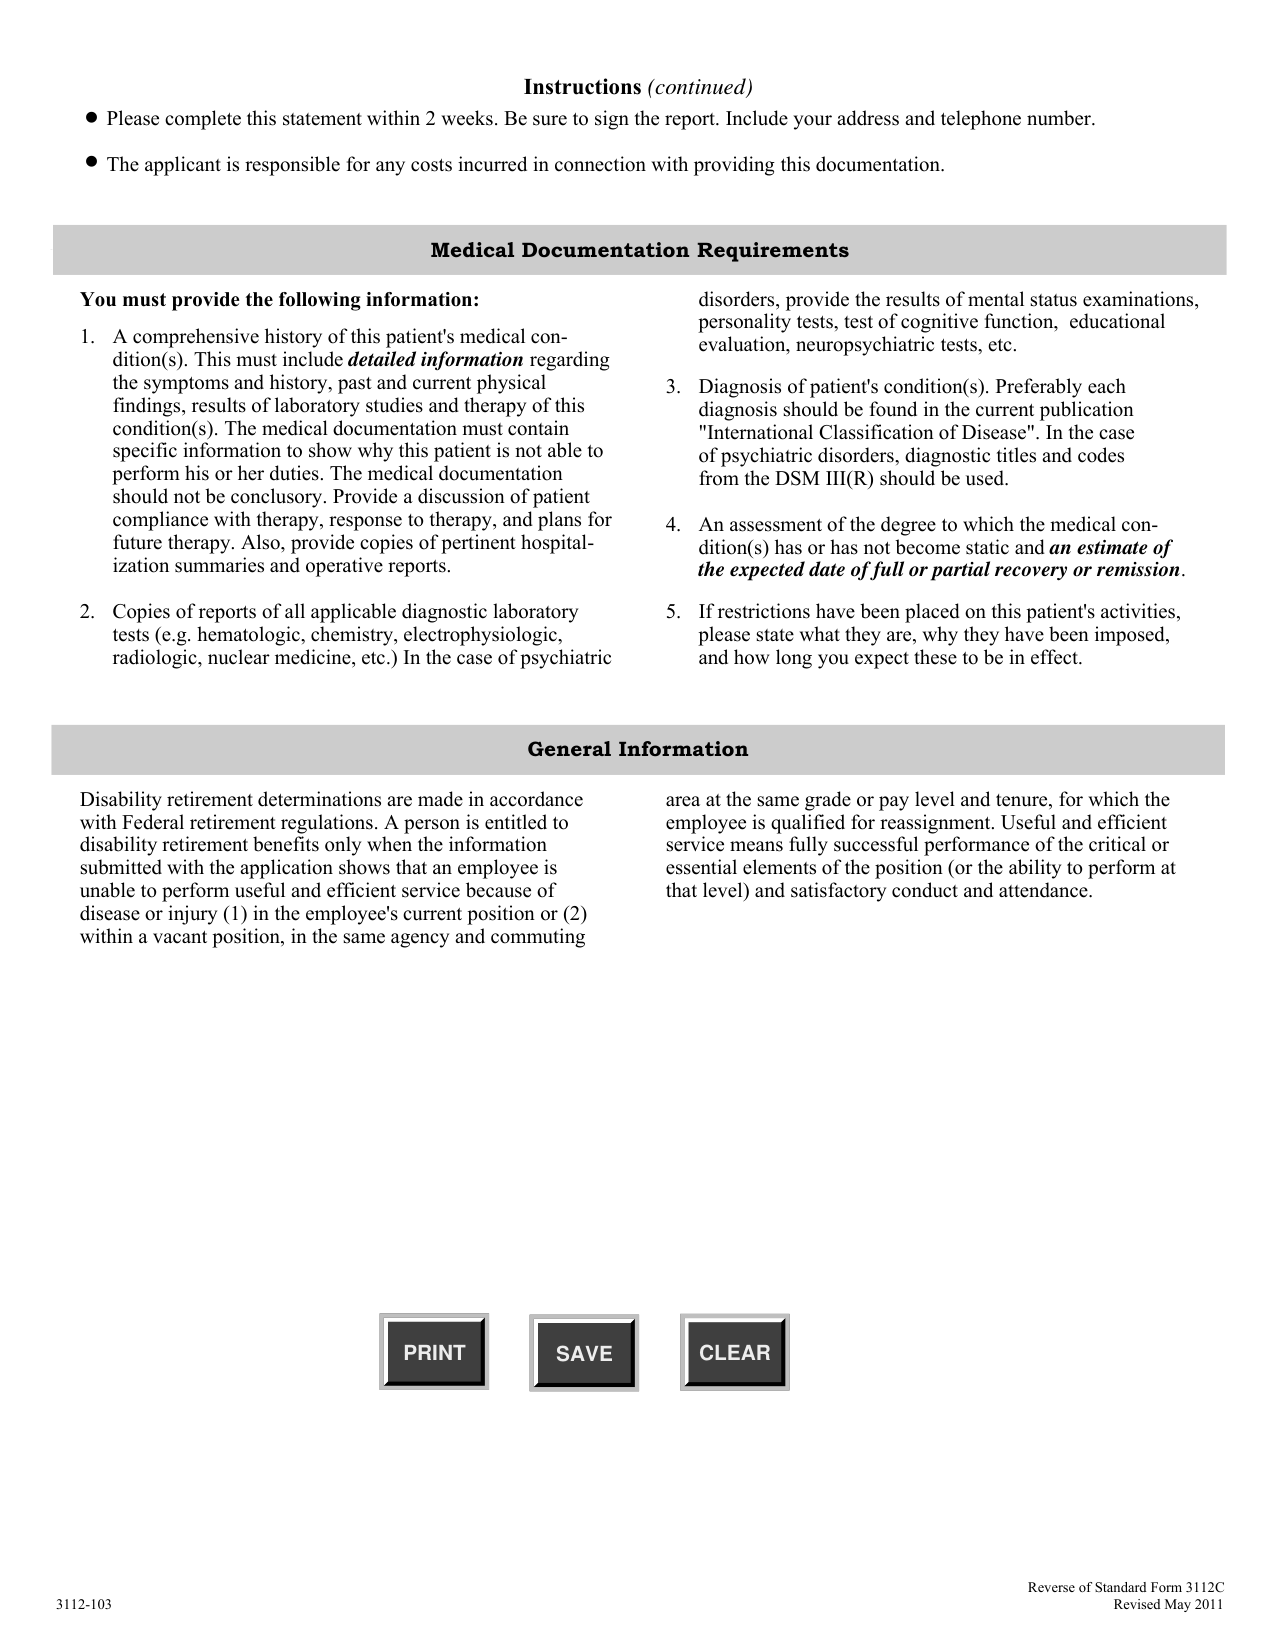 Instructions (continued)
● Please complete this statement within 2 weeks. Be sure to sign the report. Include your address and telephone number.
● The applicant is responsible for any costs incurred in connection with providing this documentation.
Medical Documentation Requirements
You must provide the following information:
1. A comprehensive history of this patient's medical con-
dition(s). This must include detailed information regarding
the symptoms and history, past and current physical
findings, results of laboratory studies and therapy of this
condition(s). The medical documentation must contain
specific information to show why this patient is not able to
perform his or her duties. The medical documentation
should not be conclusory. Provide a discussion of patient
compliance with therapy, response to therapy, and plans for
future therapy. Also, provide copies of pertinent hospital-
ization summaries and operative reports.
2. Copies of reports of all applicable diagnostic laboratory
tests (e.g. hematologic, chemistry, electrophysiologic,
radiologic, nuclear medicine, etc.) In the case of psychiatric
disorders, provide the results of mental status examinations,
personality tests, test of cognitive function, educational
evaluation, neuropsychiatric tests, etc.
3. Diagnosis of patient's condition(s). Preferably each
diagnosis should be found in the current publication
"International Classification of Disease". In the case
of psychiatric disorders, diagnostic titles and codes
from the DSM III(R) should be used.
4. An assessment of the degree to which the medical con-
dition(s) has or has not become static and an estimate of
the expected date of full or partial recovery or remission.
5. If restrictions have been placed on this patient's activities,
please state what they are, why they have been imposed,
and how long you expect these to be in effect.
General Information
Disability retirement determinations are made in accordance
with Federal retirement regulations. A person is entitled to
disability retirement benefits only when the information
submitted with the application shows that an employee is
unable to perform useful and efficient service because of
disease or injury (1) in the employee's current position or (2)
within a vacant position, in the same agency and commuting
area at the same grade or pay level and tenure, for which the
employee is qualified for reassignment. Useful and efficient
service means fully successful performance of the critical or
essential elements of the position (or the ability to perform at
that level) and satisfactory conduct and attendance.
PRINT
SAVE
CLEAR
3112-103
Reverse of Standard Form 3112C
Revised May 2011